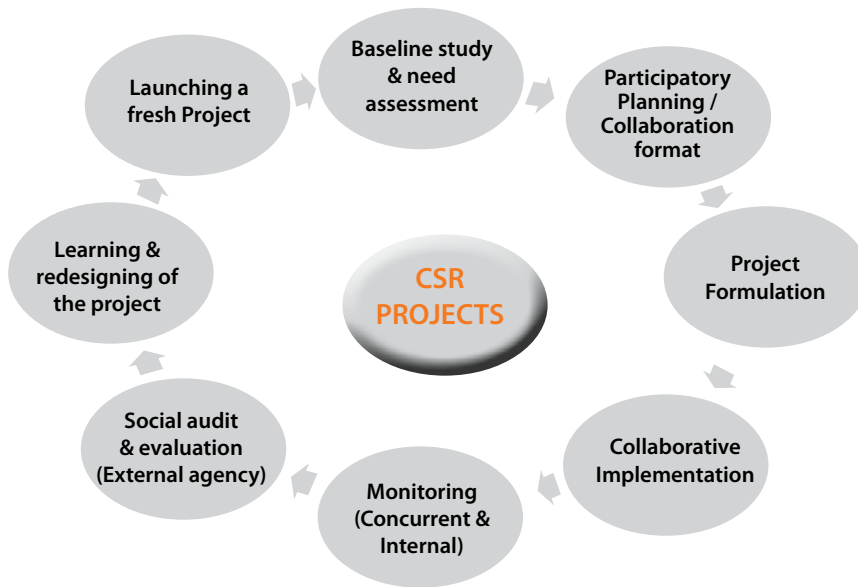 Baseline study
& need
assessment
Participatory
Planning /
Collaboration
format
Project
Formulation
Collaborative
Implementation
Monitoring
(Concurrent &
Internal)
Social audit
& evaluation
(External agency)
Learning &
redesigning of
the project
Launching a
fresh Project
CSR
PROJECTS